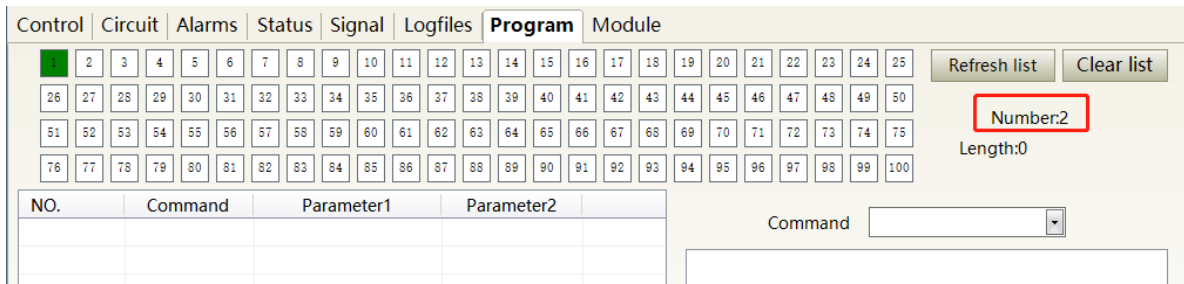 Control Circuit Alarms Status Signal Logfiles Program Module
1 2 3 4 5 6 7 8 9 10 11 12 13 14 15 16 17 18 19 20 21 22 23 24 25 Refresh list Clear list
26 27 28 29 30 31 32 33 34 35 36 37 38 39 40 41 42 43 44 45 46 47 48 49 50
Number:2
51 52 53 54 55 56 57 58 59 60 61 62 63 64 65 66 67 68 69 70 71 72 73 74 75
Length:0
76 77 78 79 80 81 82 83 84 85 86 87 88 89 90 91 92 93 94 95 96 97 98 99 100
NO. Command Parameter1 Parameter2
Command